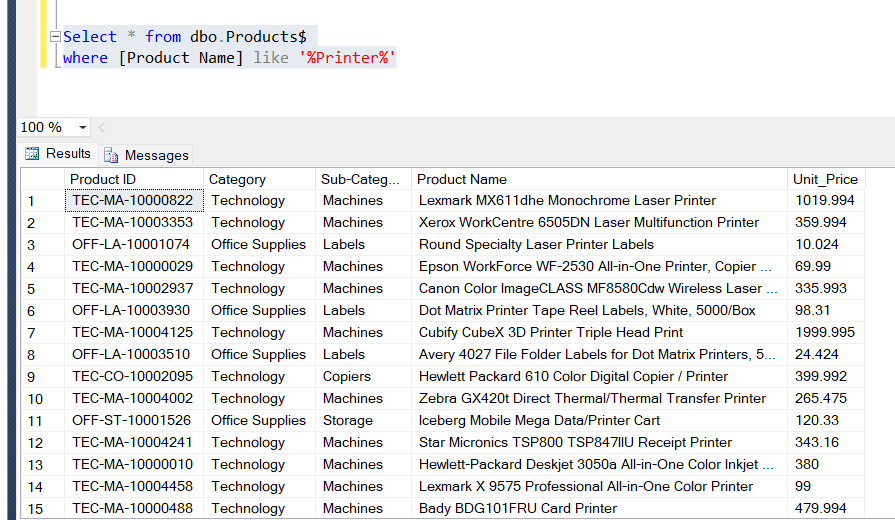 Select * from dbo.Products$
where [Product Name] like '%Printer%'
100 %
Results Messages
Product ID Category Sub-Categ... Product Name Unit_Price
1 TEC-MA-10000822 Technology Machines Lexmark MX611dhe Monochrome Laser Printer 1019.994
2 TEC-MA-10003353 Technology Machines Xerox WorkCentre 6505DN Laser Multifunction Printer 359.994
3 OFF-LA-10001074 Office Supplies Labels Round Specialty Laser Printer Labels 10.024
4 TEC-MA-10000029 Technology Machines Epson WorkForce WF-2530 All-in-One Printer, Copier ... 69.99
5 TEC-MA-10002937 Technology Machines Canon Color ImageCLASS MF8580Cdw Wireless Laser ... 335.993
6 OFF-LA-10003930 Office Supplies Labels Dot Matrix Printer Tape Reel Labels, White, 5000/Box 98.31
7 TEC-MA-10004125 Technology Machines Cubify CubeX 3D Printer Triple Head Print 1999.995
8 OFF-LA-10003510 Office Supplies Labels Avery 4027 File Folder Labels for Dot Matrix Printers, 5... 24.424
9 TEC-CO-10002095 Technology Copiers Hewlett Packard 610 Color Digital Copier / Printer 399.992
10 TEC-MA-10004002 Technology Machines Zebra GX420t Direct Thermal/Thermal Transfer Printer 265.475
11 OFF-ST-10001526 Office Supplies Storage Iceberg Mobile Mega Data/Printer Cart 120.33
12 TEC-MA-10004241 Technology Machines Star Micronics TSP800 TSP847IIU Receipt Printer 343.16
13 TEC-MA-10000010 Technology Machines Hewlett-Packard Deskjet 3050a All-in-One Color Inkjet ... 380
14 TEC-MA-10004458 Technology Machines Lexmark X 9575 Professional All-in-One Color Printer 99
15 TEC-MA-10000488 Technology Machines Bady BDG101FRU Card Printer 479.994